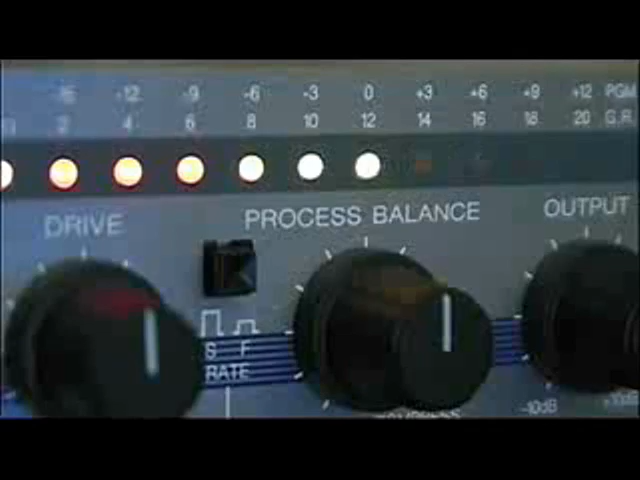 -15 -12 -9 -6 -3 0 +3 +6 +9 +12 PGM
2 4 6 8 10 12 14 16 18 20 G.R.
DRIVE PROCESS BALANCE OUTPUT
S F
RATE
-10dB +10dB